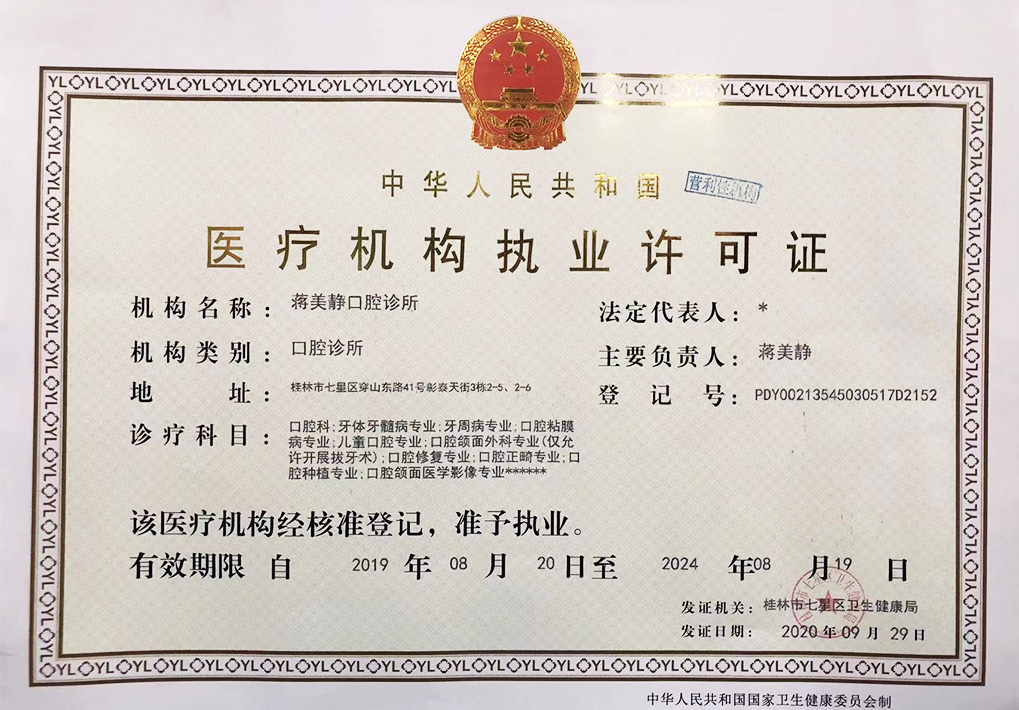 中华人民共和国
营利性机构
医疗机构执业许可证
机构名称：蒋美静口腔诊所
法定代表人：*
机构类别：口腔诊所
主要负责人：蒋美静
地址：桂林市七星区穿山东路41号彰泰天街3栋2-5、2-6
登记号：PDY00213545030517D2152
诊疗科目：口腔科;牙体牙髓病专业;牙周病专业;口腔粘膜
病专业;儿童口腔专业;口腔颌面外科专业(仅允
许开展拔牙术);口腔修复专业;口腔正畸专业;口
腔种植专业;口腔颌面医学影像专业******
该医疗机构经核准登记，准予执业。
有效期限 自 2019 年 08 月 20 日至 2024 年 08 月 19 日
发证机关：桂林市七星区卫生健康局
发证日期：2020 年 09 月 29 日
中华人民共和国国家卫生健康委员会制